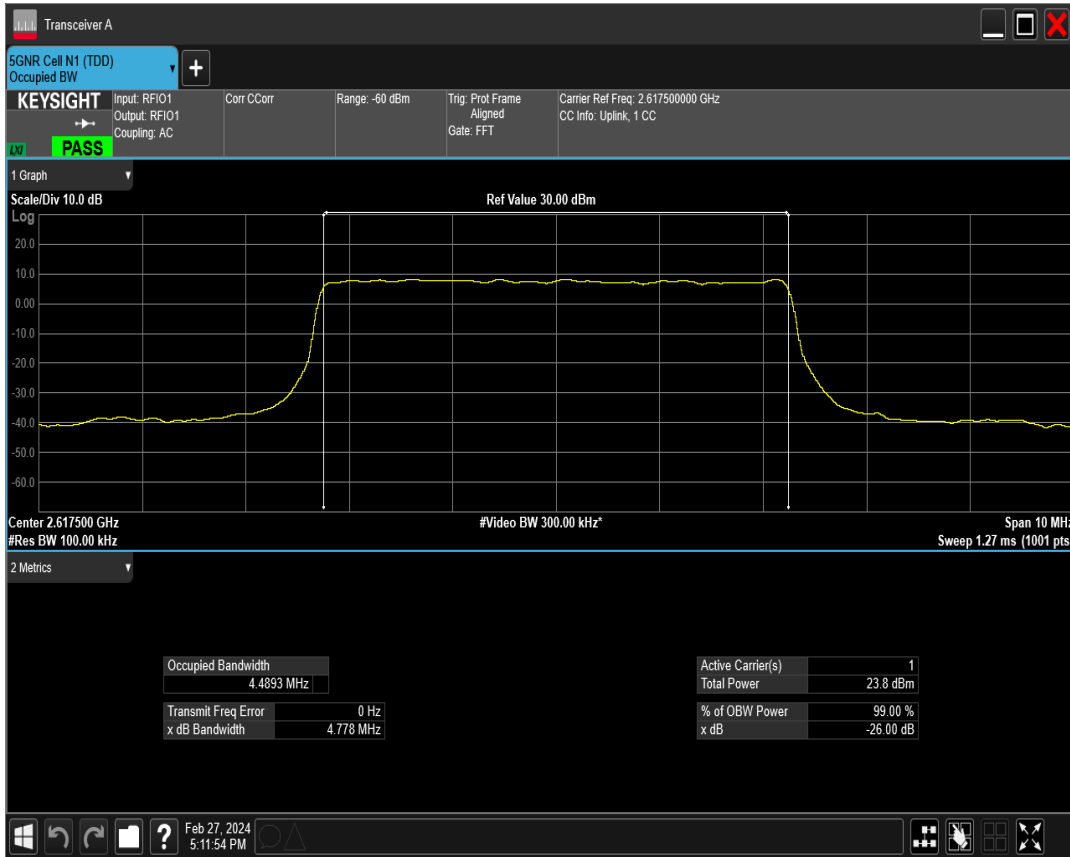 Transceiver A
5GNR Cell N1 (TDD)
Occupied BW
+
KEYSIGHT
LXI
PASS
Input: RFIO1
Output: RFIO1
Coupling: AC
Corr CCorr
Range: -60 dBm
Trig: Prot Frame
Aligned
Gate: FFT
Carrier Ref Freq: 2.617500000 GHz
CC Info: Uplink, 1 CC
1 Graph
Scale/Div 10.0 dB
Ref Value 30.00 dBm
Log
20.0
10.0
0.00
-10.0
-20.0
-30.0
-40.0
-50.0
-60.0
Center 2.617500 GHz
#Video BW 300.00 kHz*
Span 10 MHz
#Res BW 100.00 kHz
Sweep 1.27 ms (1001 pts
2 Metrics
Occupied Bandwidth
4.4893 MHz
Transmit Freq Error 0 Hz
x dB Bandwidth 4.778 MHz
Active Carrier(s) 1
Total Power 23.8 dBm
% of OBW Power 99.00 %
x dB -26.00 dB
?
Feb 27, 2024
5:11:54 PM